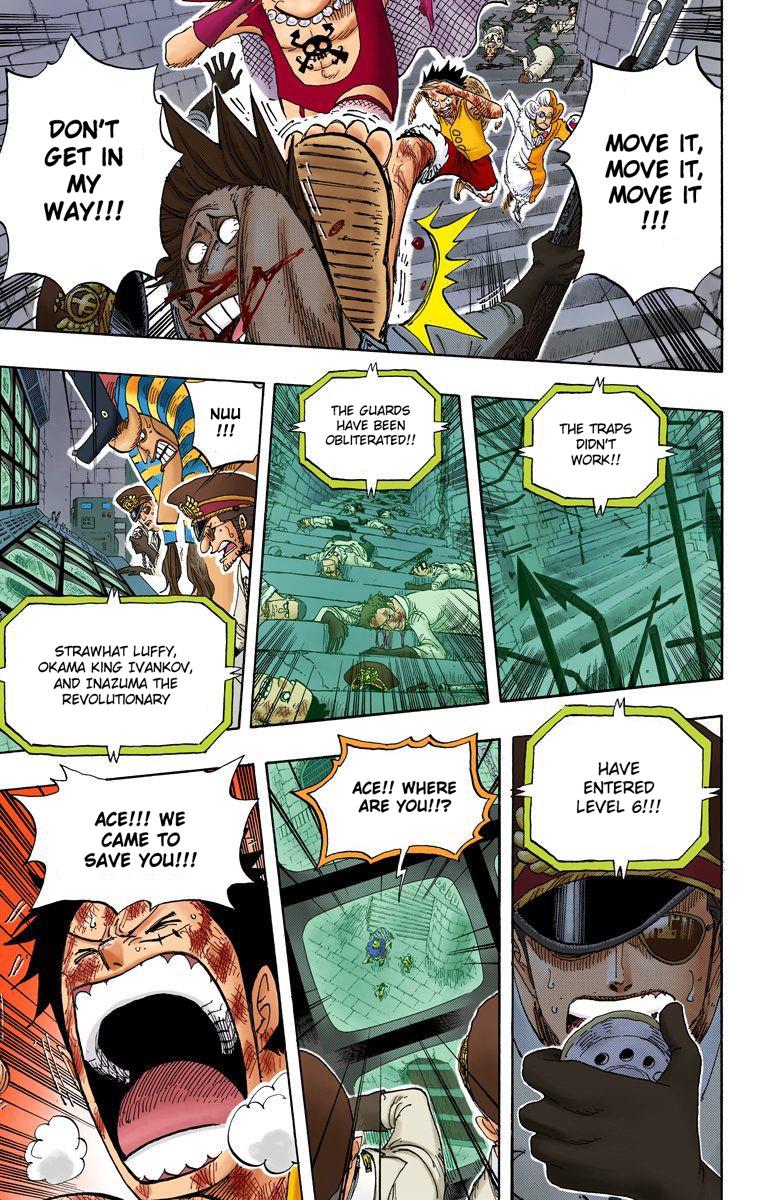 MOVE IT,
MOVE IT,
MOVE IT
!!!
DON'T
GET IN
MY
WAY!!!
THE TRAPS
DIDN'T
WORK!!
THE GUARDS
HAVE BEEN
OBLITERATED!!
NUU
!!!
STRAWHAT LUFFY,
OKAMA KING IVANKOV,
AND INAZUMA THE
REVOLUTIONARY
HAVE
ENTERED
LEVEL 6!!!
ACE!! WHERE
ARE YOU!!?
ACE!!! WE
CAME TO
SAVE YOU!!!